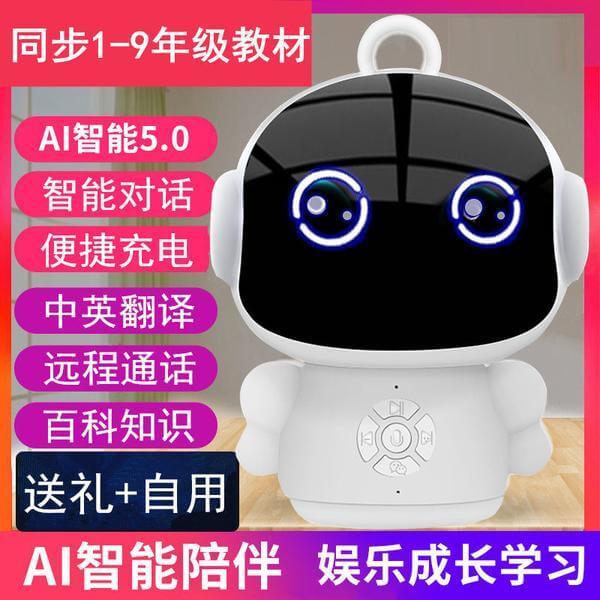 同步1-9年级教材
AI智能5.0
智能对话
便捷充电
中英翻译
远程通话
百科知识
送礼+自用
AI智能陪伴
娱乐成长学习